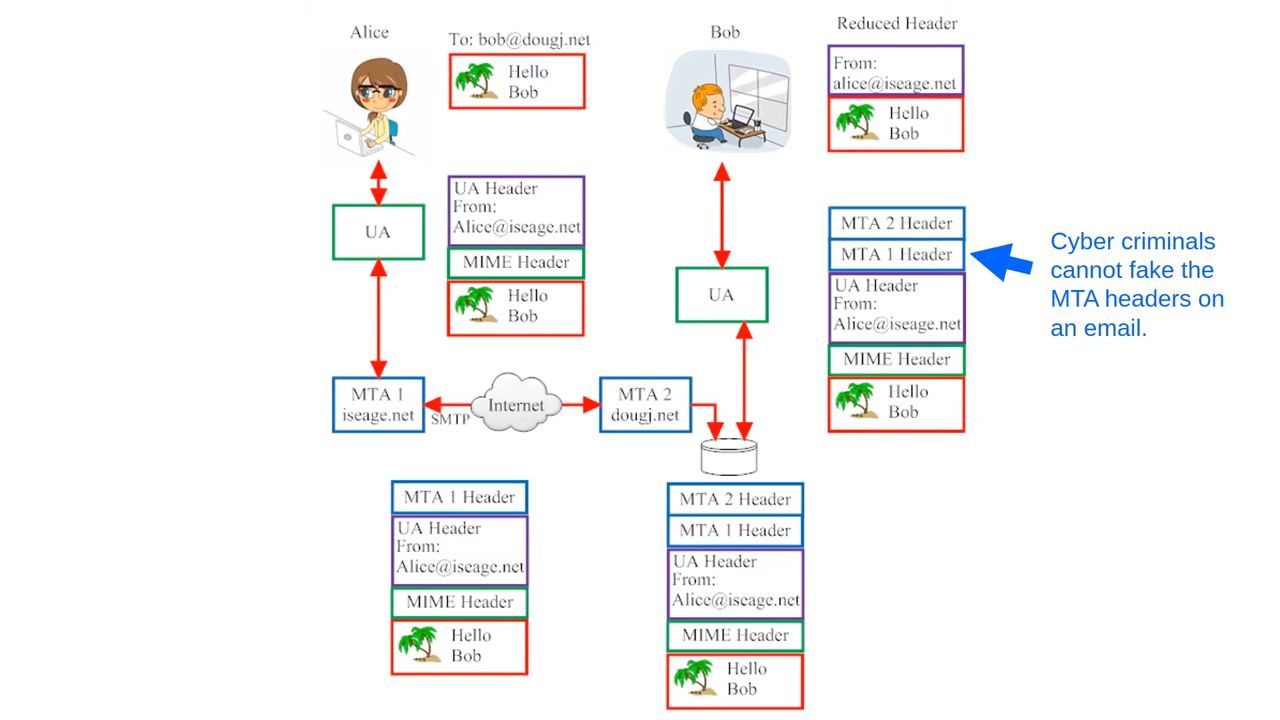 Alice
To: bob@dougj.net
Hello
Bob
UA
UA Header
From:
Alice@iseage.net
MIME Header
Hello
Bob
MTA 1
iseage.net
SMTP
Internet
MTA 2
dougj.net
MTA 1 Header
UA Header
From:
Alice@iseage.net
MIME Header
Hello
Bob
Bob
UA
MTA 2 Header
MTA 1 Header
UA Header
From:
Alice@iseage.net
MIME Header
Hello
Bob
Reduced Header
From:
alice@iseage.net
Hello
Bob
MTA 2 Header
MTA 1 Header
UA Header
From:
Alice@iseage.net
MIME Header
Hello
Bob
Cyber criminals
cannot fake the
MTA headers on
an email.